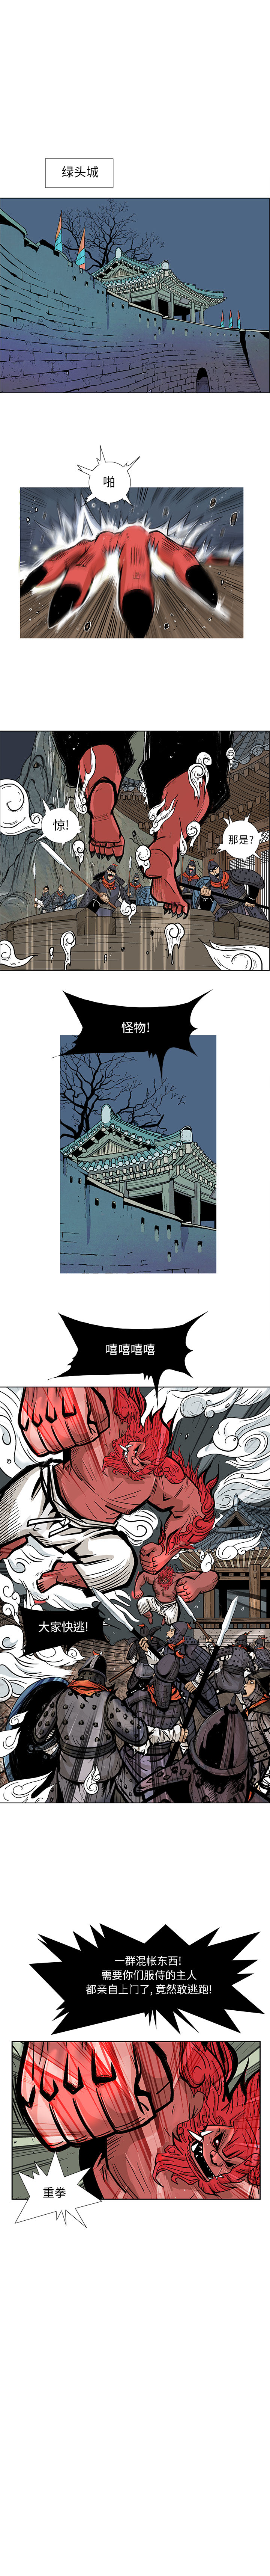 绿头城
啪
惊!
那是?
怪物!
嘻嘻嘻嘻
大家快逃!
一群混帐东西!
需要你们服侍的主人
都亲自上门了, 竟然敢逃跑!
重拳